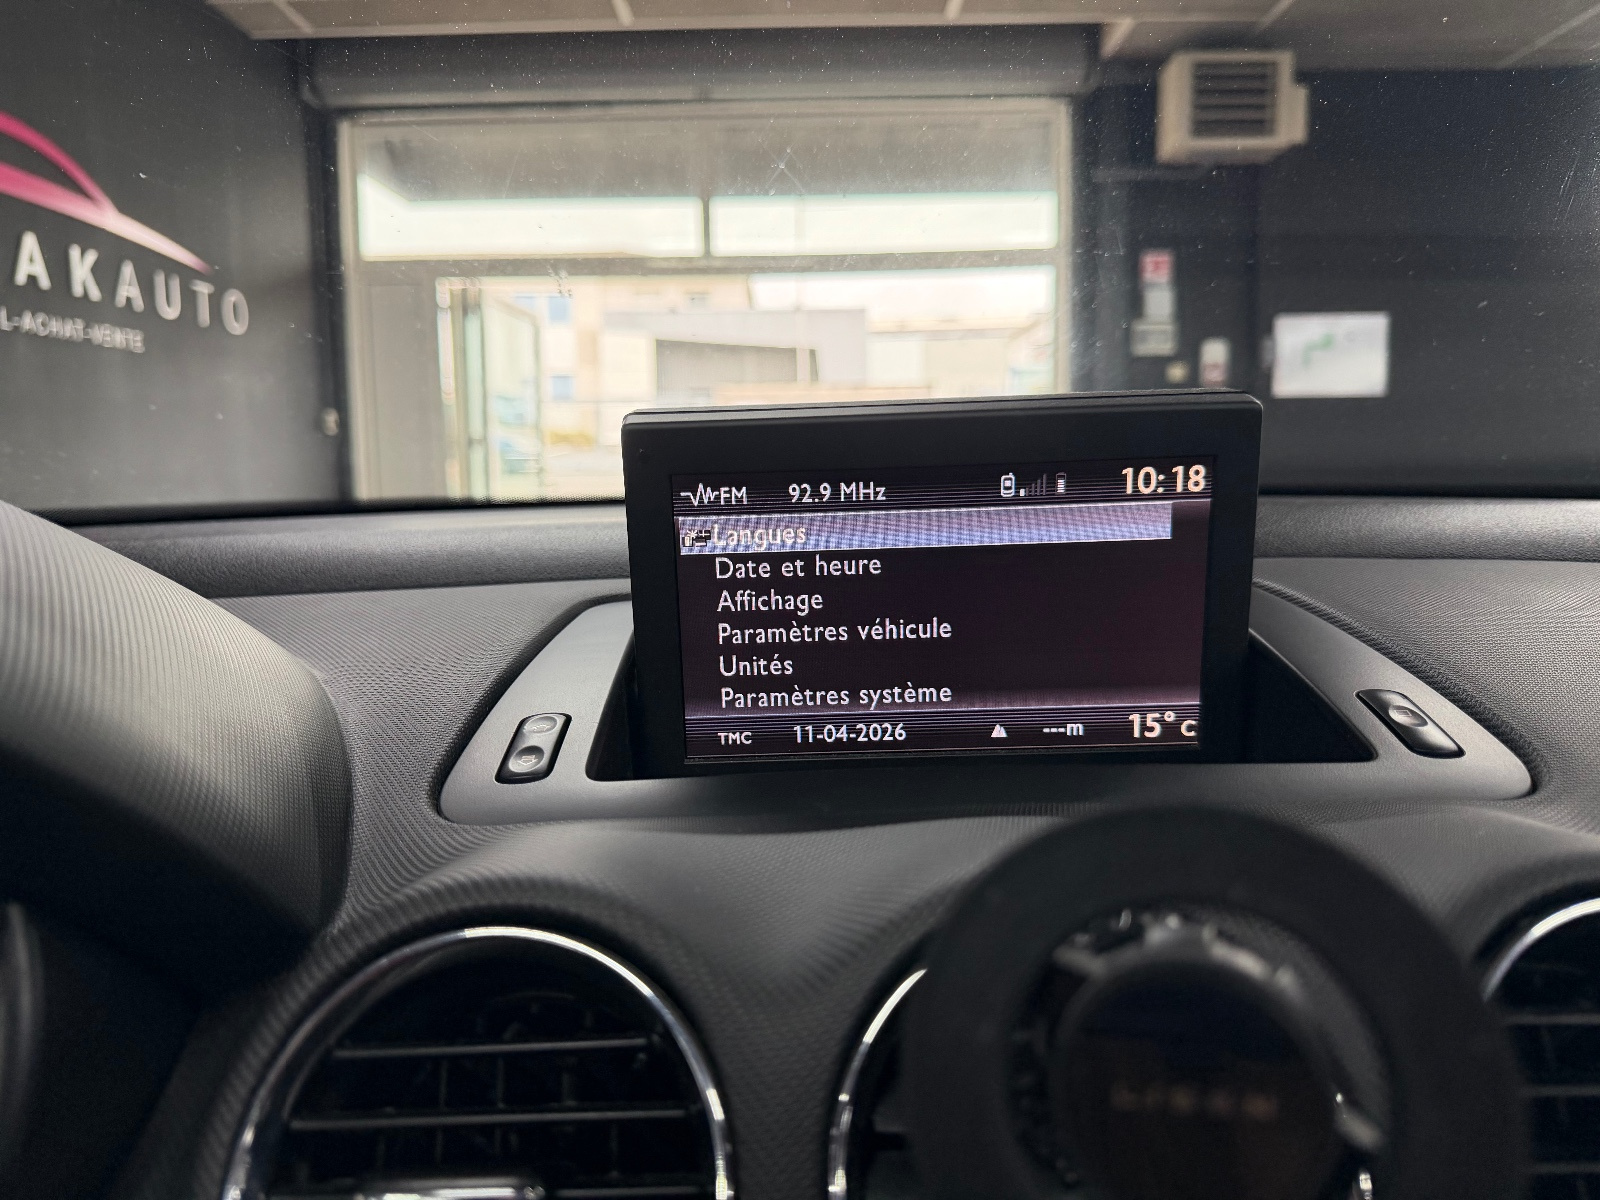 AKAUTO
L-ACHAT-VENTE
FM 92.9 MHz 10:18
Langues
Date et heure
Affichage
Paramètres véhicule
Unités
Paramètres système
TMC 11-04-2026 ---m 15°c